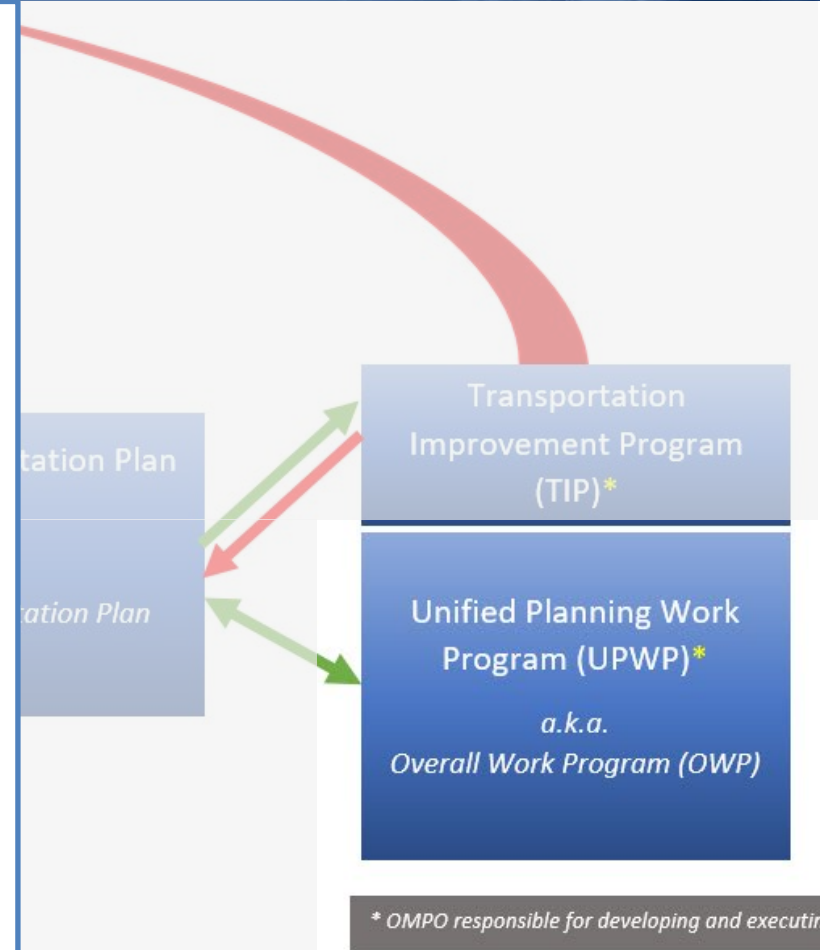 tation Plan
tation Plan
Transportation
Improvement Program
(TIP)*
Unified Planning Work
Program (UPWP)*
a.k.a.
Overall Work Program (OWP)
* OMPO responsible for developing and executin